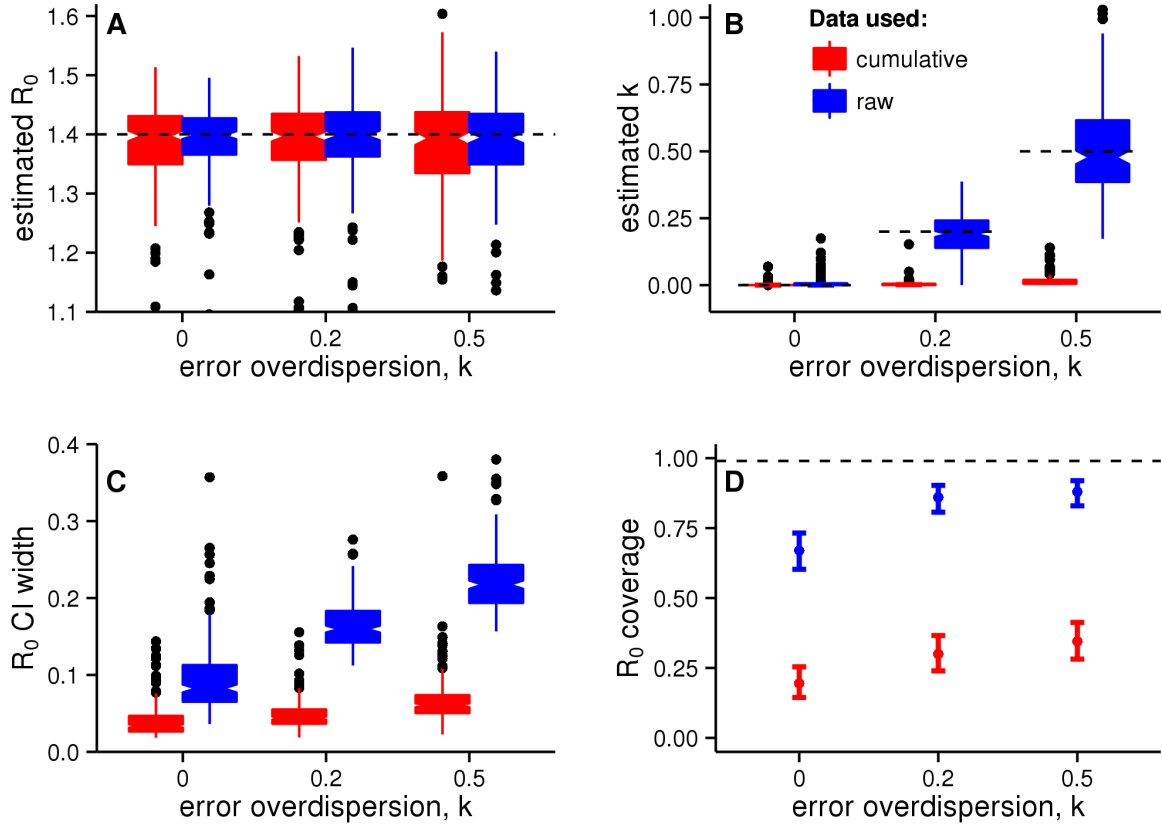 A
estimated R0
1.6
1.5
1.4
1.3
1.2
1.1
0
0.2
0.5
error overdispersion, k
B
Data used:
cumulative
raw
estimated k
1.00
0.75
0.50
0.25
0.00
0
0.2
0.5
error overdispersion, k
C
R0 CI width
0.4
0.3
0.2
0.1
0.0
0
0.2
0.5
error overdispersion, k
D
R0 coverage
1.00
0.75
0.50
0.25
0.00
0
0.2
0.5
error overdispersion, k